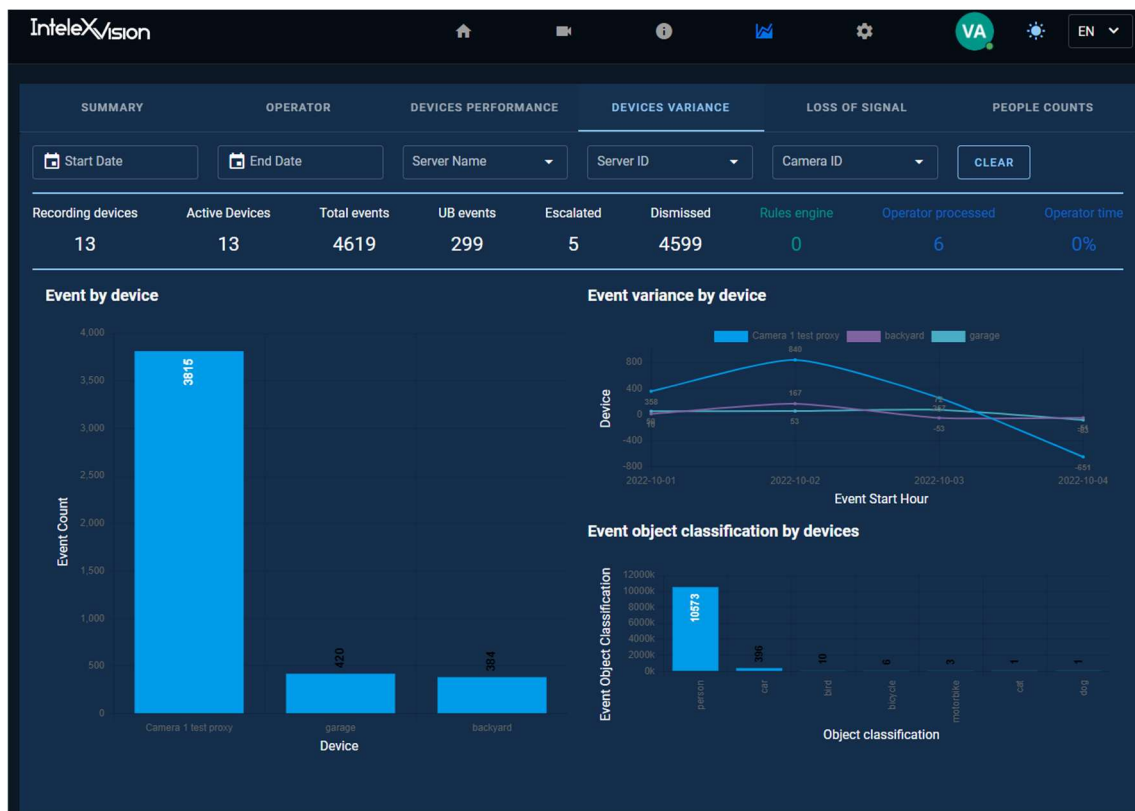 InteleXVision
VA
EN
SUMMARY OPERATOR DEVICES PERFORMANCE DEVICES VARIANCE LOSS OF SIGNAL PEOPLE COUNTS
Start Date End Date Server Name Server ID Camera ID CLEAR
Recording devices Active Devices Total events UB events Escalated Dismissed Rules engine Operator processed Operator time
13 13 4619 299 5 4599 0 6 0%
Event by device
4,000
3,500
3,000
2,500
2,000
1,500
1,000
500
0
Event Count
3815
420
384
Camera 1 test proxy garage backyard
Device
Event variance by device
Camera 1 test proxy backyard garage
800
400
0
-400
-800
Device
358
167
53
72
-53
-651
2022-10-01 2022-10-02 2022-10-03 2022-10-04
Event Start Hour
Event object classification by devices
12000k
10000k
8000k
6000k
4000k
2000k
0k
Event Object Classification
10573
396
10
6
3
1
1
person car bird bicycle motorbike cat dog
Object classification